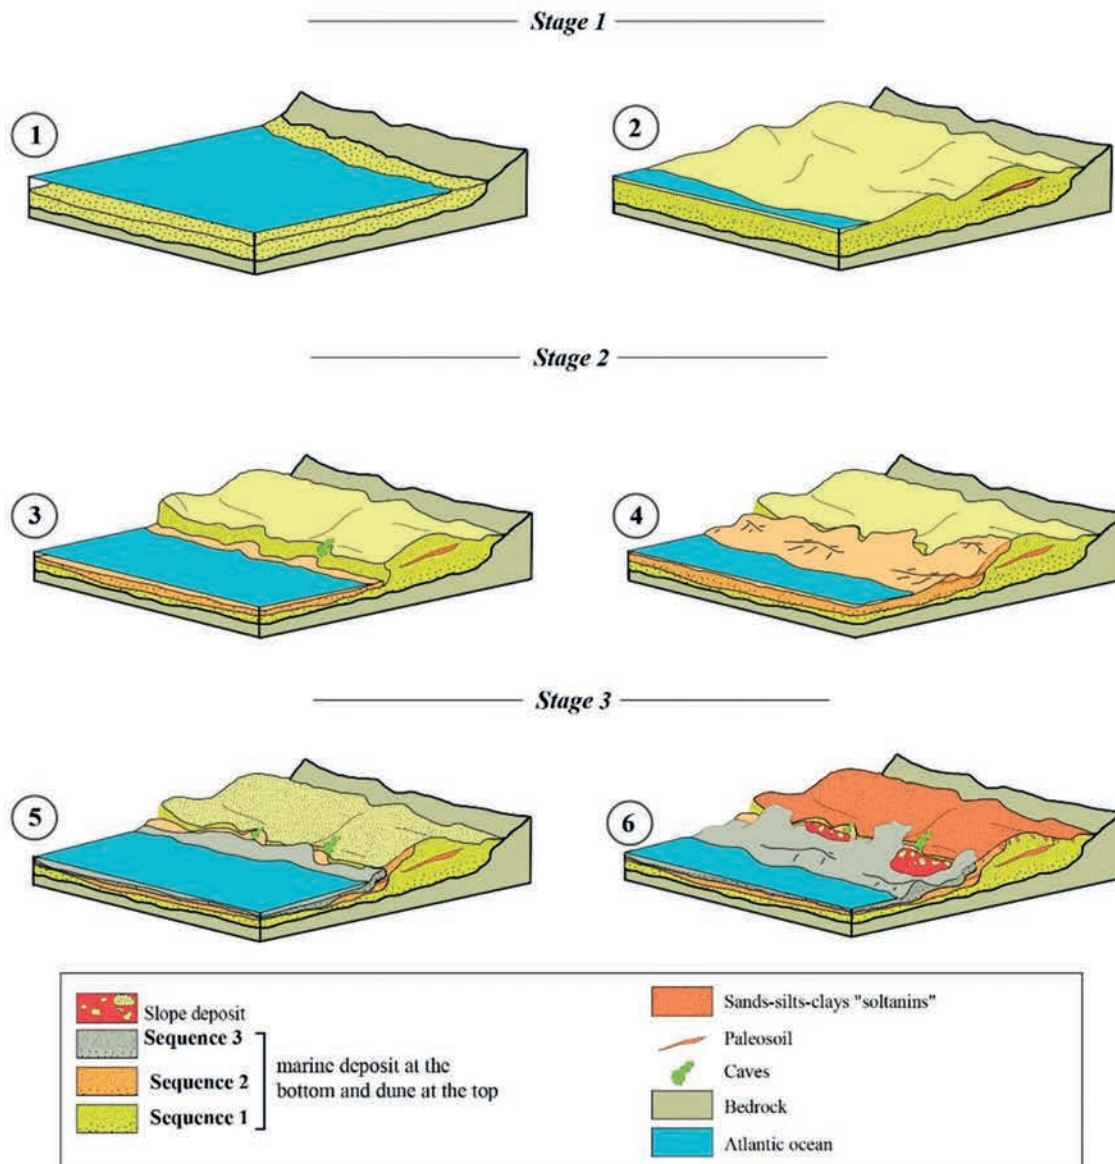 Stage 1
1
2
Stage 2
3
4
Stage 3
5
6
Slope deposit
Sequence 3
Sequence 2
Sequence 1
marine deposit at the
bottom and dune at the top
Sands-silts-clays "soltanins"
Paleosoil
Caves
Bedrock
Atlantic ocean